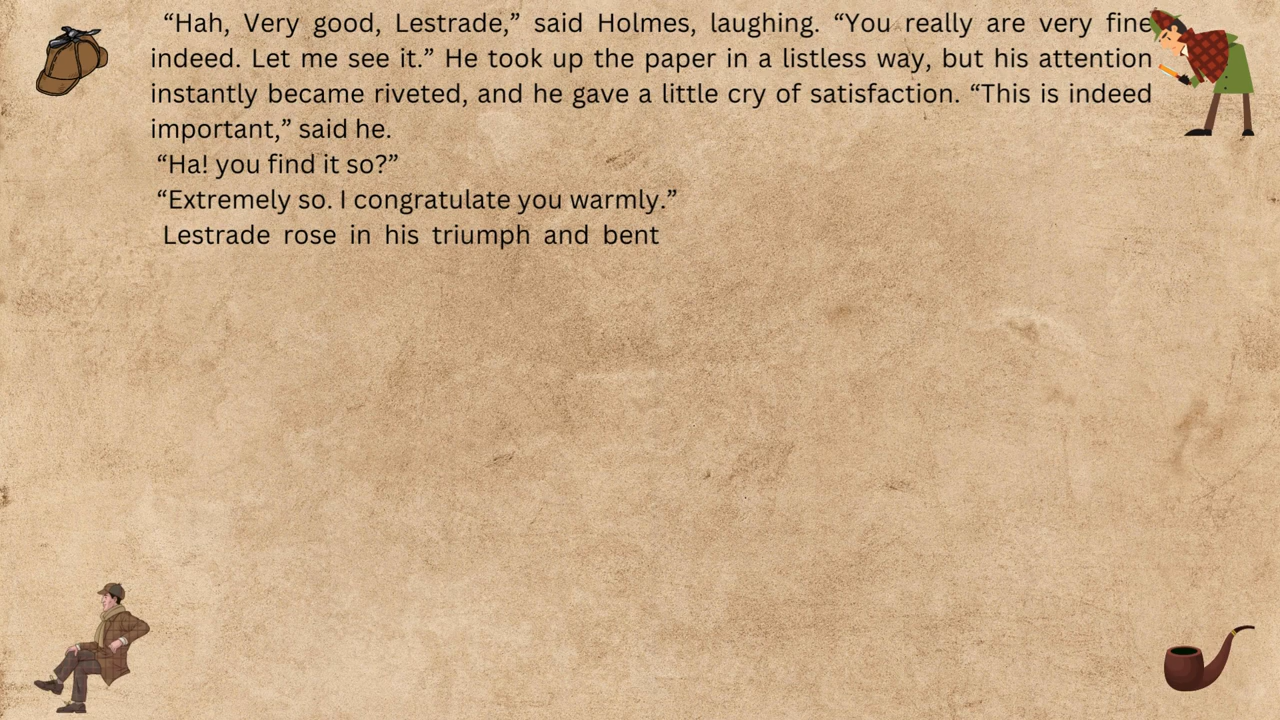 “Hah, Very good, Lestrade,” said Holmes, laughing. “You really are very fine
indeed. Let me see it.” He took up the paper in a listless way, but his attention
instantly became riveted, and he gave a little cry of satisfaction. “This is indeed
important,” said he.
“Ha! you find it so?”
“Extremely so. I congratulate you warmly.”
Lestrade rose in his triumph and bent